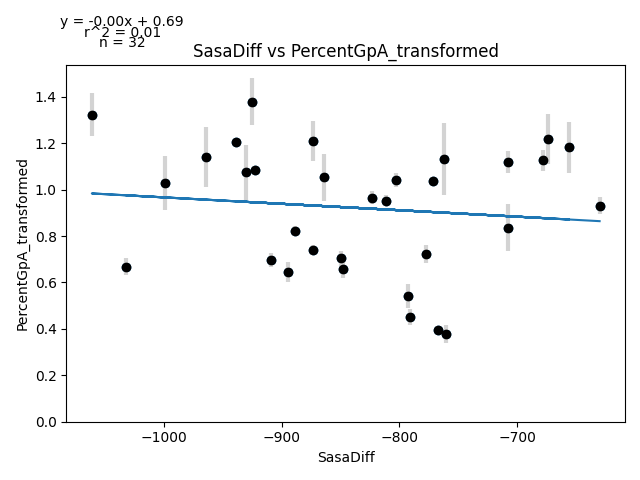 y = -0.00x + 0.69
r^2 = 0.01
n = 32
SasaDiff vs PercentGpA_transformed
PercentGpA_transformed
1.4
1.2
1.0
0.8
0.6
0.4
0.2
0.0
−1000 −900 −800 −700
SasaDiff